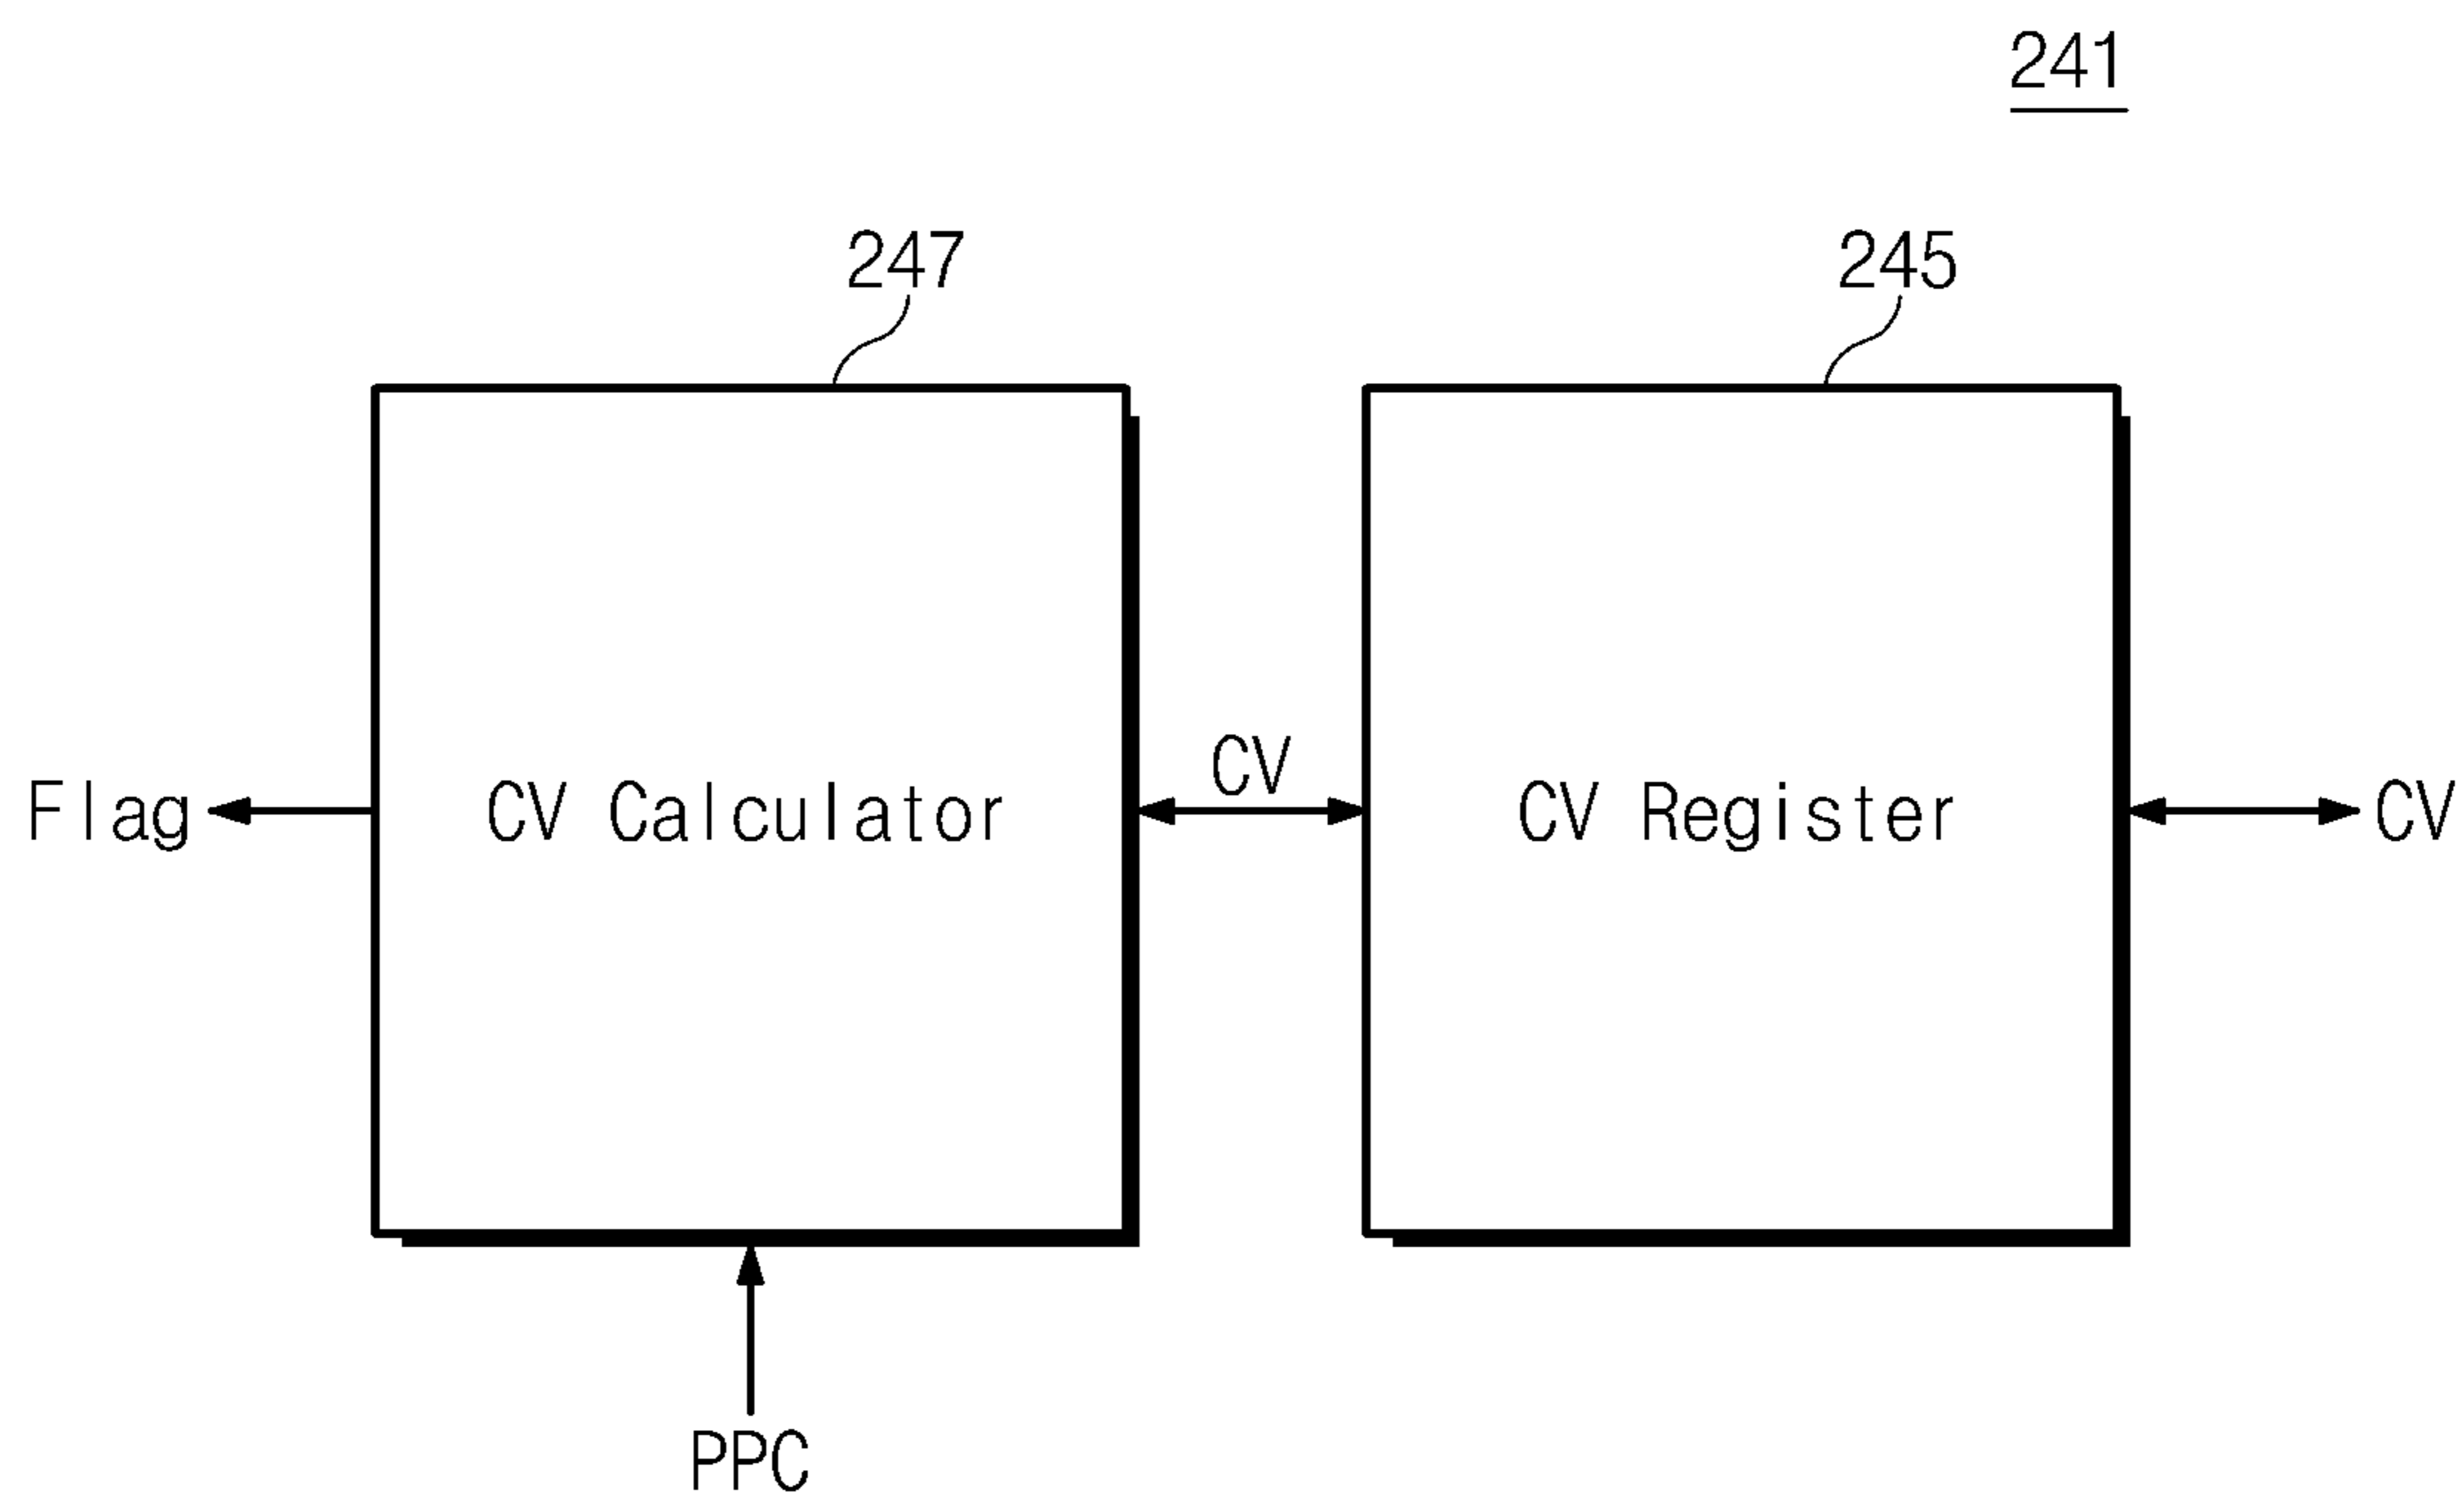 241
247
245
CV
Flag
CV Calculator
CV Register
CV
PPC